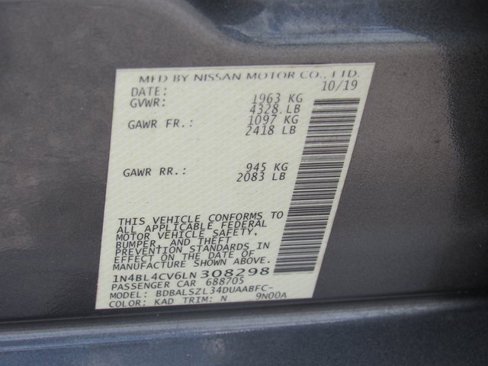 MFD BY NISSAN MOTOR CO., LTD.
DATE: 10/19
GVWR: 1963 KG
4328 LB
GAWR FR.: 1097 KG
2418 LB
GAWR RR.: 945 KG
2083 LB
THIS VEHICLE CONFORMS TO
ALL APPLICABLE FEDERAL
MOTOR VEHICLE SAFETY,
BUMPER, AND THEFT
PREVENTION STANDARDS IN
EFFECT ON THE DATE OF
MANUFACTURE SHOWN ABOVE.
1N4BL4CV6LN 308298
PASSENGER CAR 688705
MODEL: BDBALSZL34DUAABFC-
COLOR: KAD TRIM: N 9N00A